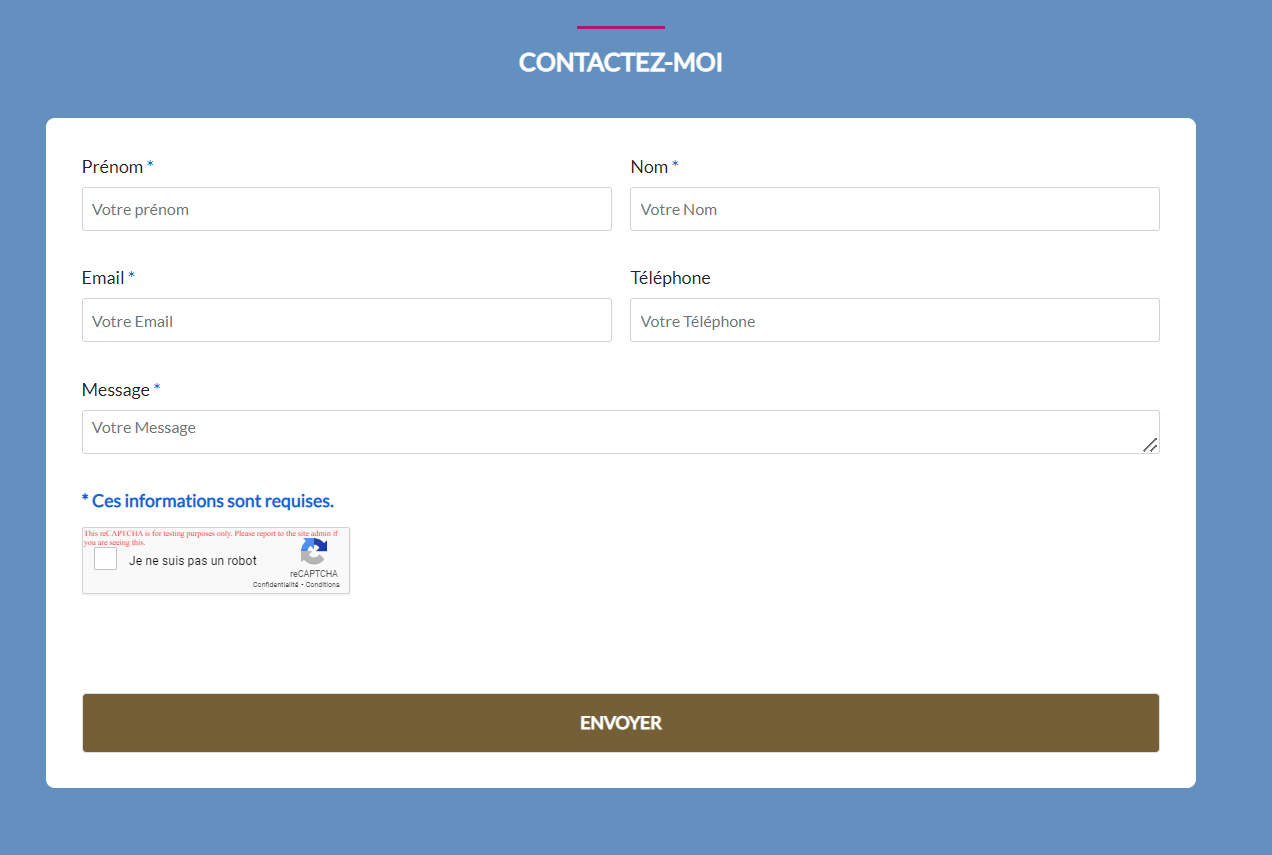 CONTACTEZ-MOI
Prénom *
Nom *
Votre prénom
Votre Nom
Email *
Téléphone
Votre Email
Votre Téléphone
Message *
Votre Message
* Ces informations sont requises.
This reCAPTCHA is for testing purposes only. Please report to the site admin if
you are seeing this.
Je ne suis pas un robot
reCAPTCHA
Confidentialité - Conditions
ENVOYER